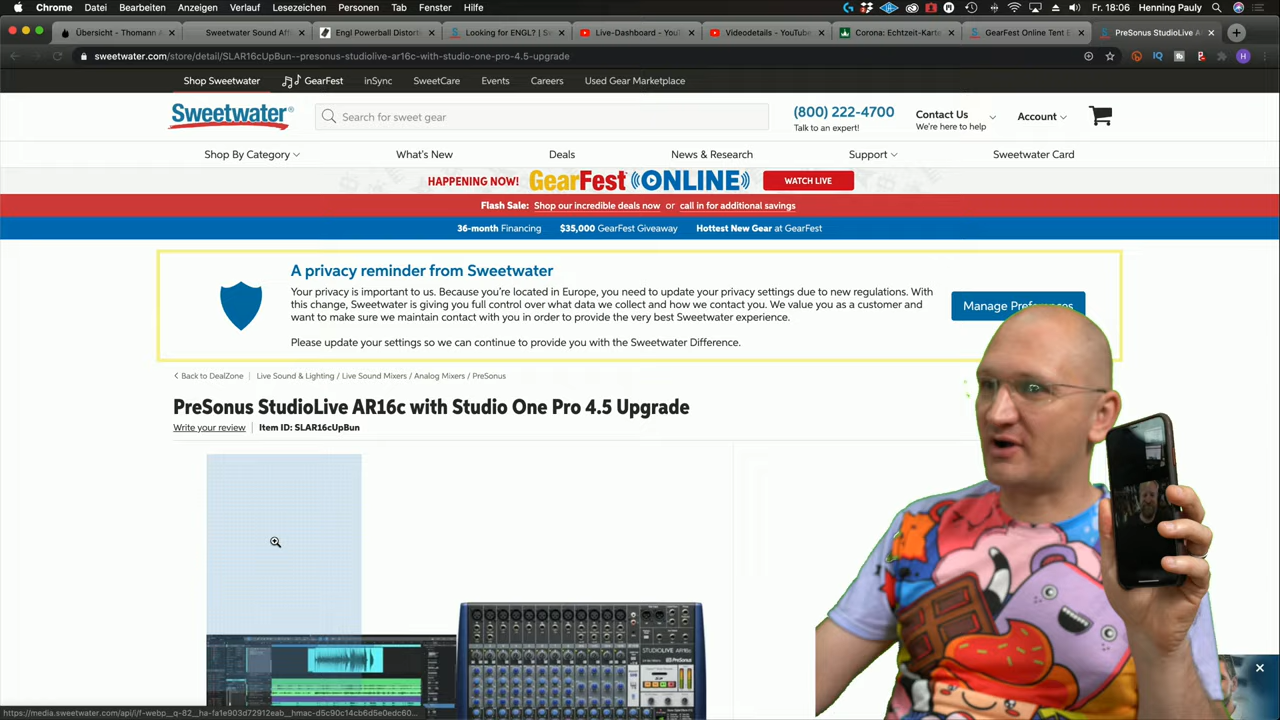 Chrome Datei Bearbeiten Anzeigen Verlauf Lesezeichen Personen Tab Fenster Hilfe
Fr. 18:06 Henning Pauly
Übersicht - Thomann
Sweetwater Sound Aff
Engl Powerball Distort
Looking for ENGL? | S
Live-Dashboard - You
Videodetails - YouTub
Corona: Echtzeit-Karte
GearFest Online Tent
PreSonus StudioLive A
sweetwater.com/store/detail/SLAR16cUpBun--presonus-studiolive-ar16c-with-studio-one-pro-4.5-upgrade
H
Shop Sweetwater GearFest inSync SweetCare Events Careers Used Gear Marketplace
Sweetwater®
Search for sweet gear
(800) 222-4700
Talk to an expert!
Contact Us
We're here to help
Account
Shop By Category What's New Deals News & Research Support Sweetwater Card
HAPPENING NOW! GearFest ONLINE WATCH LIVE
Flash Sale: Shop our incredible deals now or call in for additional savings
36-month Financing $35,000 GearFest Giveaway Hottest New Gear at GearFest
A privacy reminder from Sweetwater
Your privacy is important to us. Because you're located in Europe, you need to update your privacy settings due to new regulations. With
this change, Sweetwater is giving you full control over what data we collect and how we contact you. We value you as a customer and
want to make sure we maintain contact with you in order to provide the very best Sweetwater experience.
Please update your settings so we can continue to provide you with the Sweetwater Difference.
Manage Preferences
Back to DealZone Live Sound & Lighting / Live Sound Mixers / Analog Mixers / PreSonus
PreSonus StudioLive AR16c with Studio One Pro 4.5 Upgrade
Write your review Item ID: SLAR16cUpBun
STUDIOLIVE AR16c
PreSonus